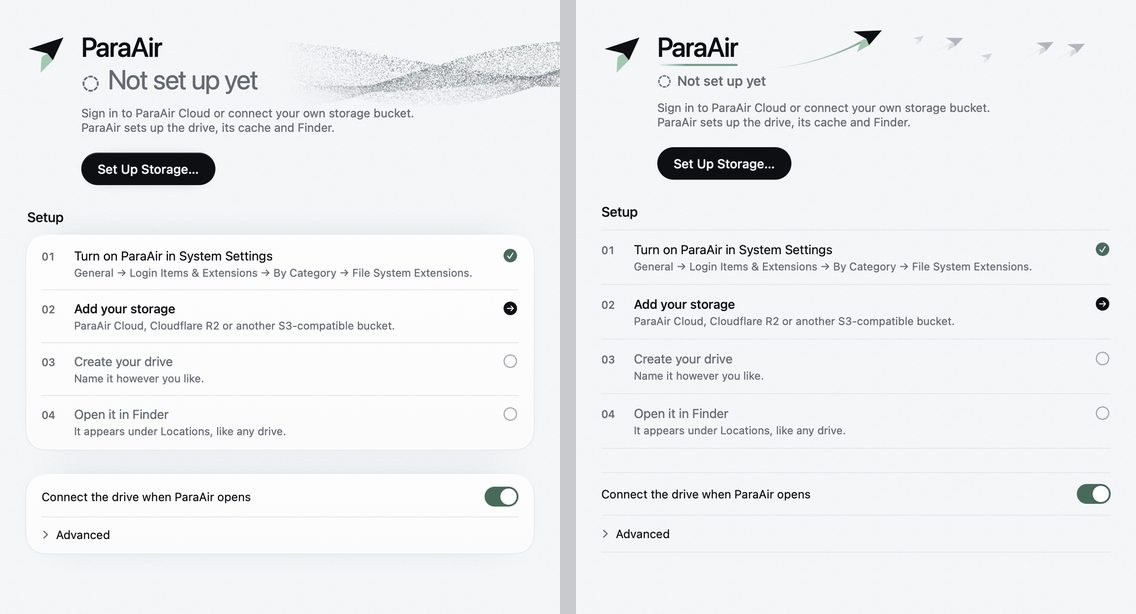 ParaAir
Not set up yet
Sign in to ParaAir Cloud or connect your own storage bucket.
ParaAir sets up the drive, its cache and Finder.
Set Up Storage...
Setup
01 Turn on ParaAir in System Settings
General → Login Items & Extensions → By Category → File System Extensions.
02 Add your storage
ParaAir Cloud, Cloudflare R2 or another S3-compatible bucket.
03 Create your drive
Name it however you like.
04 Open it in Finder
It appears under Locations, like any drive.
Connect the drive when ParaAir opens
Advanced
ParaAir
Not set up yet
Sign in to ParaAir Cloud or connect your own storage bucket.
ParaAir sets up the drive, its cache and Finder.
Set Up Storage...
Setup
01 Turn on ParaAir in System Settings
General → Login Items & Extensions → By Category → File System Extensions.
02 Add your storage
ParaAir Cloud, Cloudflare R2 or another S3-compatible bucket.
03 Create your drive
Name it however you like.
04 Open it in Finder
It appears under Locations, like any drive.
Connect the drive when ParaAir opens
Advanced